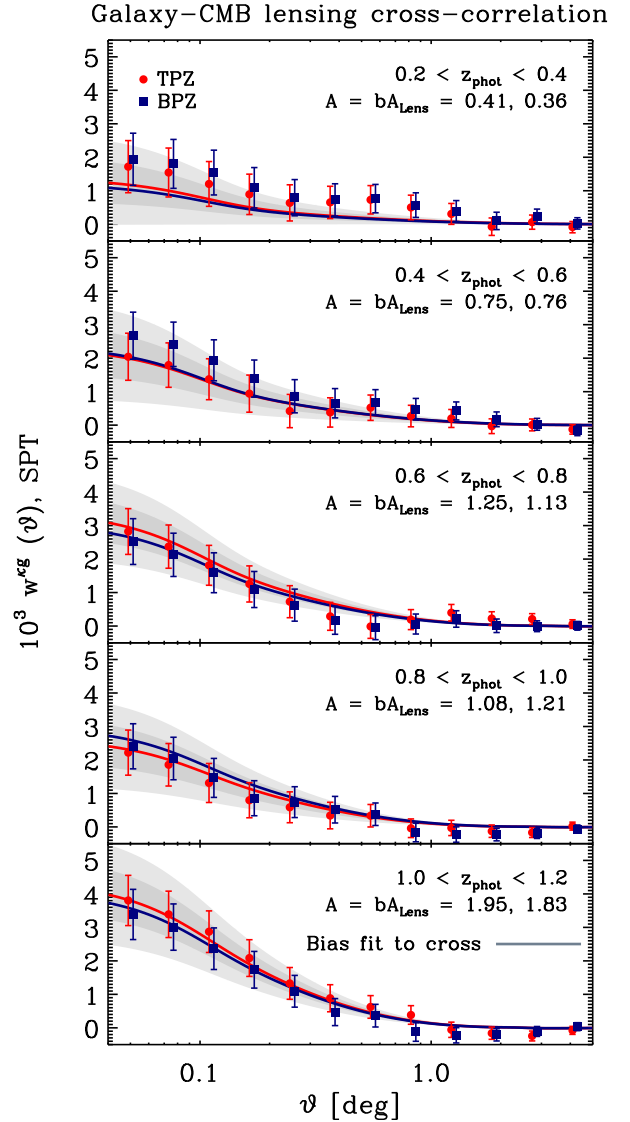 Galaxy−CMB lensing cross−correlation
TPZ
BPZ
0.2 < zphot < 0.4
A = bALens = 0.41, 0.36
5
4
3
2
1
0
0.4 < zphot < 0.6
A = bALens = 0.75, 0.76
5
4
3
2
1
0
0.6 < zphot < 0.8
A = bALens = 1.25, 1.13
5
4
3
2
1
0
0.8 < zphot < 1.0
A = bALens = 1.08, 1.21
5
4
3
2
1
0
1.0 < zphot < 1.2
A = bALens = 1.95, 1.83
Bias fit to cross
5
4
3
2
1
0
10³ wκg (ϑ), SPT
0.1 1.0
ϑ [deg]